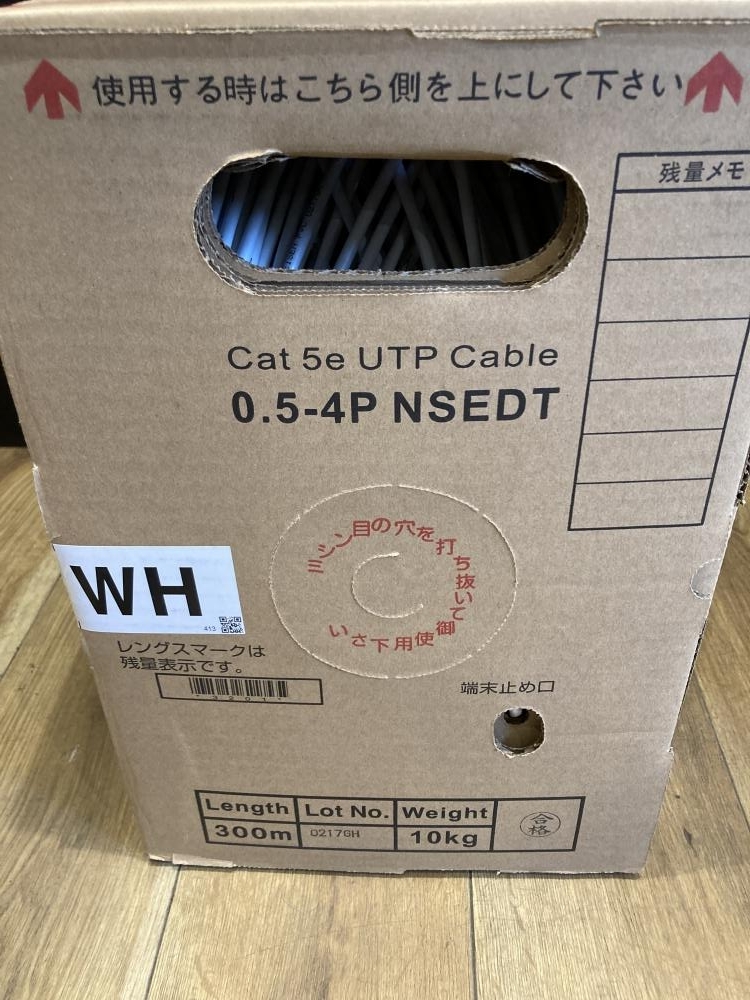 使用する時はこちら側を上にして下さい
残量メモ
Cat 5e UTP Cable
0.5-4P NSEDT
ミシン目の穴を打ち抜いて
御使用下さい
WH
413
レングスマークは
残量表示です。
端末止め口
Length Lot No. Weight
300m 0217GH 10kg
合格